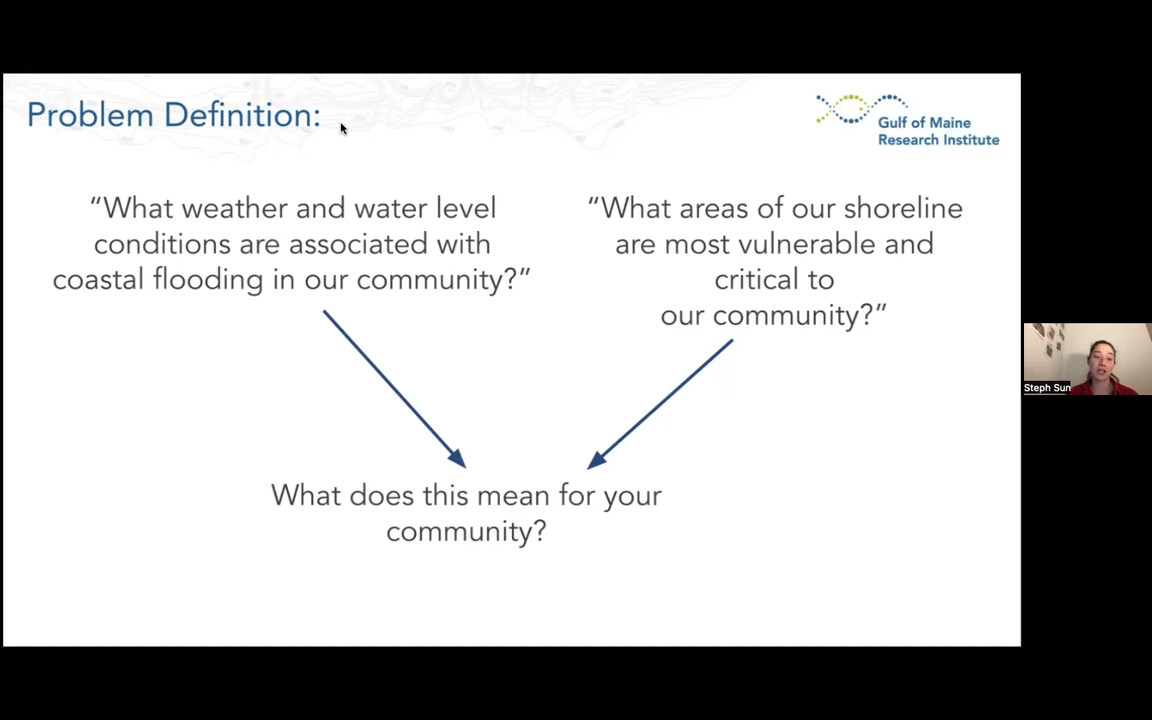 Problem Definition:
Gulf of Maine
Research Institute
“What weather and water level
conditions are associated with
coastal flooding in our community?”
“What areas of our shoreline
are most vulnerable and
critical to
our community?”
What does this mean for your
community?
Steph Sun